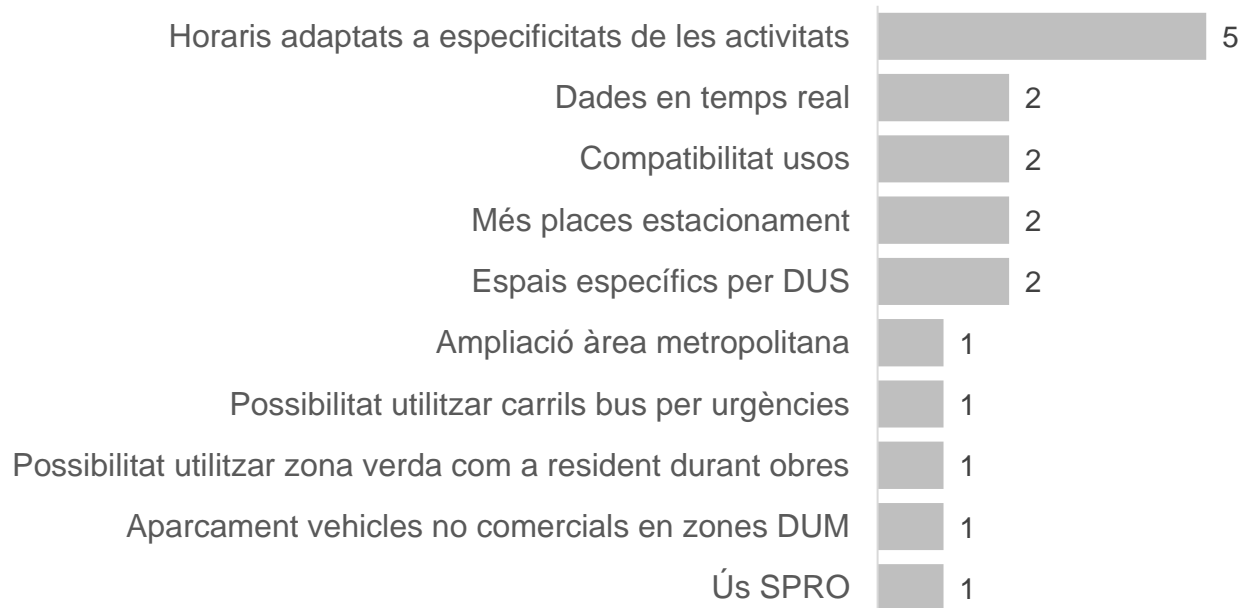 Horaris adaptats a especificitats de les activitats 5
Dades en temps real 2
Compatibilitat usos 2
Més places estacionament 2
Espais específics per DUS 2
Ampliació àrea metropolitana 1
Possibilitat utilitzar carrils bus per urgències 1
Possibilitat utilitzar zona verda com a resident durant obres 1
Aparcament vehicles no comercials en zones DUM 1
Ús SPRO 1